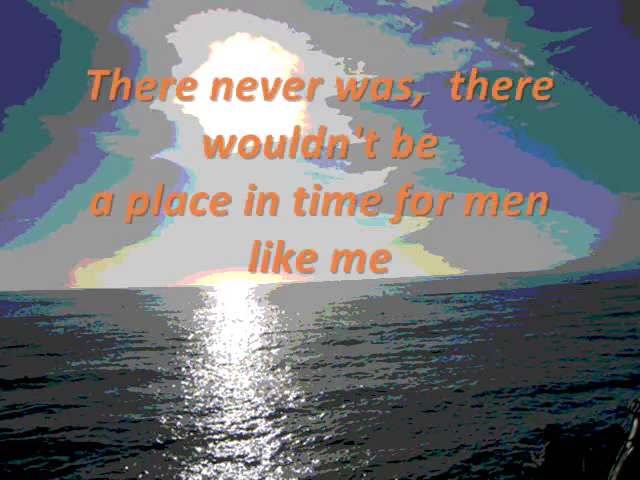 There never was,  there
wouldn't be
a place in time for men
like me